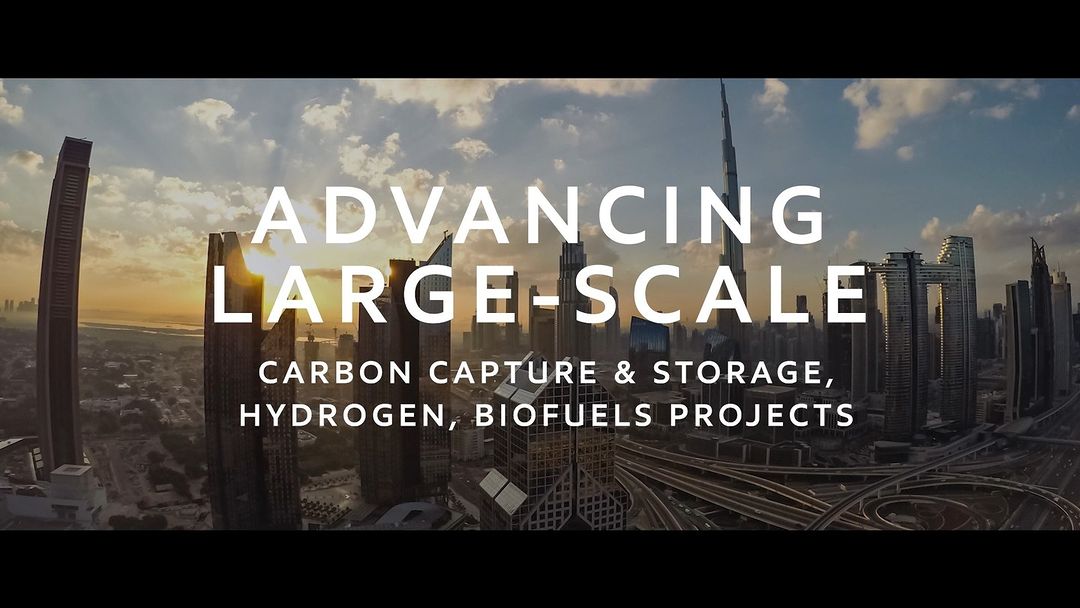 ADVANCING
LARGE-SCALE
CARBON CAPTURE & STORAGE,
HYDROGEN, BIOFUELS PROJECTS